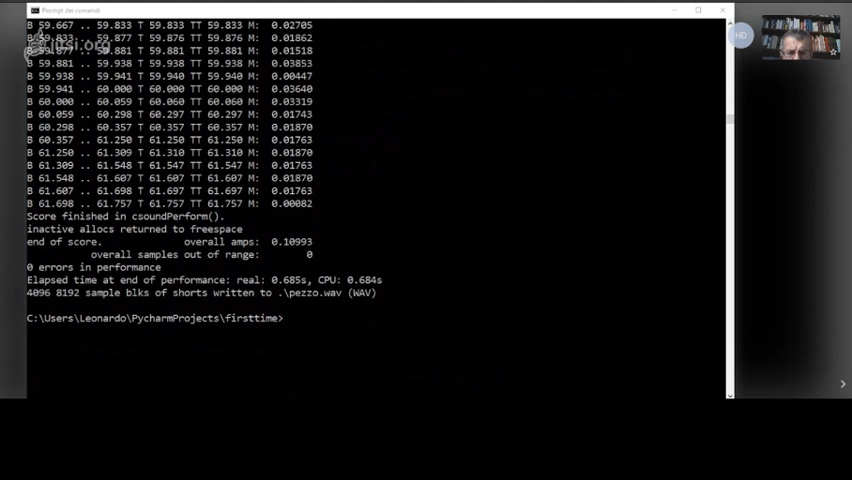 Prompt dei comandi
B 59.667 .. 59.833 T 59.833 TT 59.833 M: 0.02705
B 59.833 .. 59.877 T 59.876 TT 59.876 M: 0.01862
B 59.877 .. 59.881 T 59.881 TT 59.881 M: 0.01518
B 59.881 .. 59.938 T 59.938 TT 59.938 M: 0.03853
B 59.938 .. 59.941 T 59.940 TT 59.940 M: 0.00447
B 59.941 .. 60.000 T 60.000 TT 60.000 M: 0.03640
B 60.000 .. 60.059 T 60.060 TT 60.060 M: 0.03319
B 60.059 .. 60.298 T 60.297 TT 60.297 M: 0.01743
B 60.298 .. 60.357 T 60.357 TT 60.357 M: 0.01870
B 60.357 .. 61.250 T 61.250 TT 61.250 M: 0.01763
B 61.250 .. 61.309 T 61.310 TT 61.310 M: 0.01870
B 61.309 .. 61.548 T 61.547 TT 61.547 M: 0.01763
B 61.548 .. 61.607 T 61.607 TT 61.607 M: 0.01870
B 61.607 .. 61.698 T 61.697 TT 61.697 M: 0.01763
B 61.698 .. 61.757 T 61.757 TT 61.757 M: 0.00082
Score finished in csoundPerform().
inactive allocs returned to freespace
end of score. overall amps: 0.10993
overall samples out of range: 0
0 errors in performance
Elapsed time at end of performance: real: 0.685s, CPU: 0.684s
4096 8192 sample blks of shorts written to .\pezzo.wav (WAV)
C:\Users\Leonardo\PycharmProjects\firsttime>
jitsi.org
HD